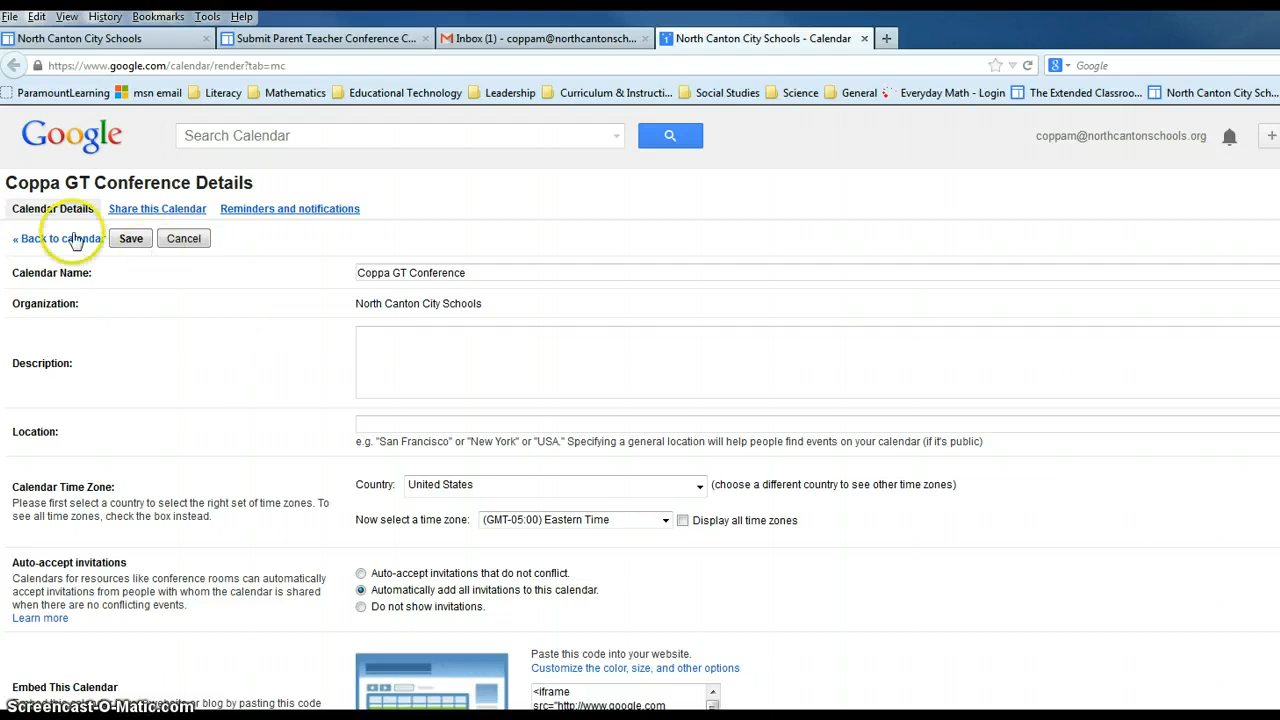 File Edit View History Bookmarks Tools Help
North Canton City Schools × Submit Parent Teacher Conference C... × Inbox (1) - coppam@northcantonsch... × North Canton City Schools - Calendar × +
https://www.google.com/calendar/render?tab=mc Google
ParamountLearning msn email Literacy Mathematics Educational Technology Leadership Curriculum & Instructi... Social Studies Science General Everyday Math - Login The Extended Classroo... North Canton City Sch...
Google Search Calendar coppam@northcantonschools.org +
Coppa GT Conference Details
Calendar Details Share this Calendar Reminders and notifications
« Back to calendar Save Cancel
Calendar Name: Coppa GT Conference
Organization: North Canton City Schools
Description:
Location:
e.g. "San Francisco" or "New York" or "USA." Specifying a general location will help people find events on your calendar (if it's public)
Calendar Time Zone: Country: United States (choose a different country to see other time zones)
Please first select a country to select the right set of time zones. To
see all time zones, check the box instead.
Now select a time zone: (GMT-05:00) Eastern Time Display all time zones
Auto-accept invitations
Calendars for resources like conference rooms can automatically
accept invitations from people with whom the calendar is shared
when there are no conflicting events.
Learn more
Auto-accept invitations that do not conflict.
Automatically add all invitations to this calendar.
Do not show invitations.
Embed This Calendar
website or blog by pasting this code
Paste this code into your website.
Customize the color, size, and other options
<iframe
src="http://www.google.com
Screencast-O-Matic.com